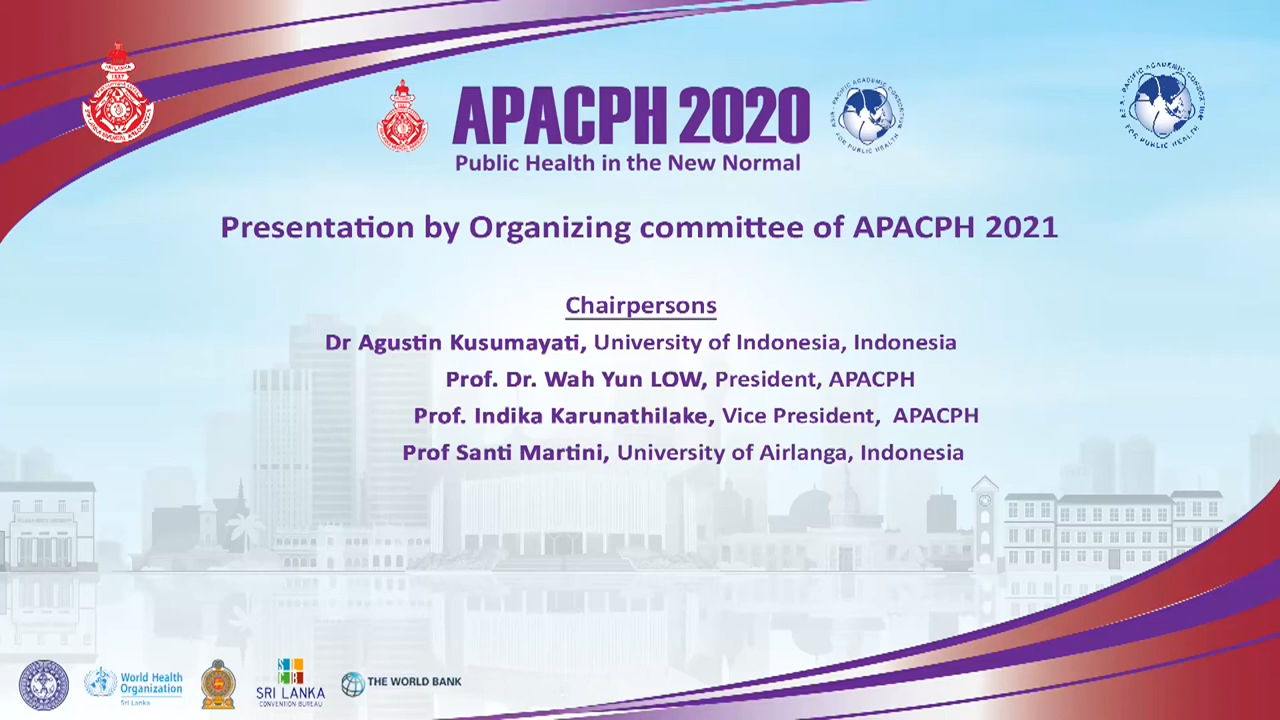 APACPH 2020
Public Health in the New Normal
Presentation by Organizing committee of APACPH 2021
Chairpersons
Dr Agustin Kusumayati, University of Indonesia, Indonesia
Prof. Dr. Wah Yun LOW, President, APACPH
Prof. Indika Karunathilake, Vice President, APACPH
Prof Santi Martini, University of Airlanga, Indonesia
World Health
Organization
Sri Lanka
SRI LANKA
CONVENTION BUREAU
THE WORLD BANK